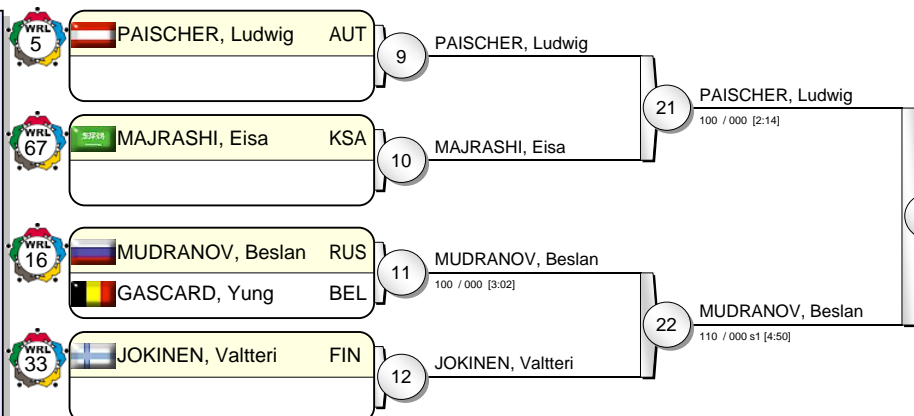 WRL
5
PAISCHER, Ludwig AUT
9
PAISCHER, Ludwig
WRL
67
MAJRASHI, Eisa KSA
10
MAJRASHI, Eisa
21
PAISCHER, Ludwig
100 / 000 [2:14]
WRL
16
MUDRANOV, Beslan RUS
GASCARD, Yung BEL
11
MUDRANOV, Beslan
100 / 000 [3:02]
WRL
33
JOKINEN, Valtteri FIN
12
JOKINEN, Valtteri
22
MUDRANOV, Beslan
110 / 000 s1 [4:50]